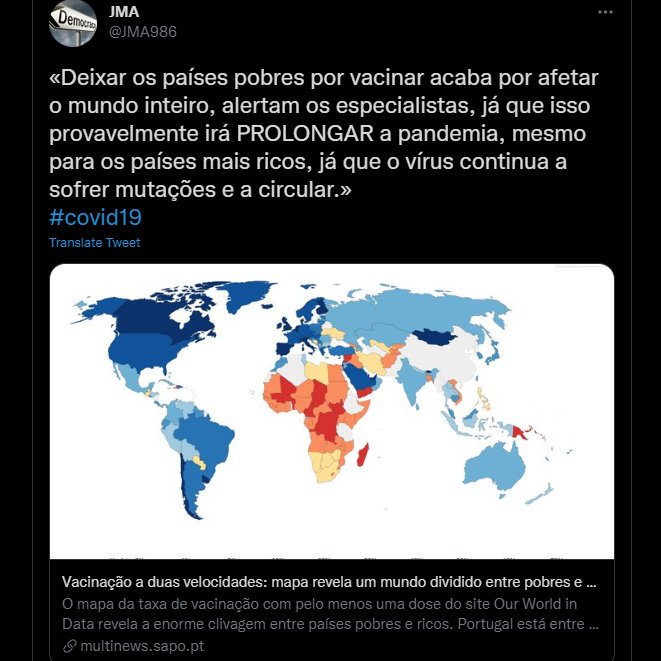 Democracy
JMA
@JMA986
«Deixar os países pobres por vacinar acaba por afetar
o mundo inteiro, alertam os especialistas, já que isso
provavelmente irá PROLONGAR a pandemia, mesmo
para os países mais ricos, já que o vírus continua a
sofrer mutações e a circular.»
#covid19
Translate Tweet
Vacinação a duas velocidades: mapa revela um mundo dividido entre pobres e ...
O mapa da taxa de vacinação com pelo menos uma dose do site Our World in
Data revela a enorme clivagem entre países pobres e ricos. Portugal está entre ...
multinews.sapo.pt